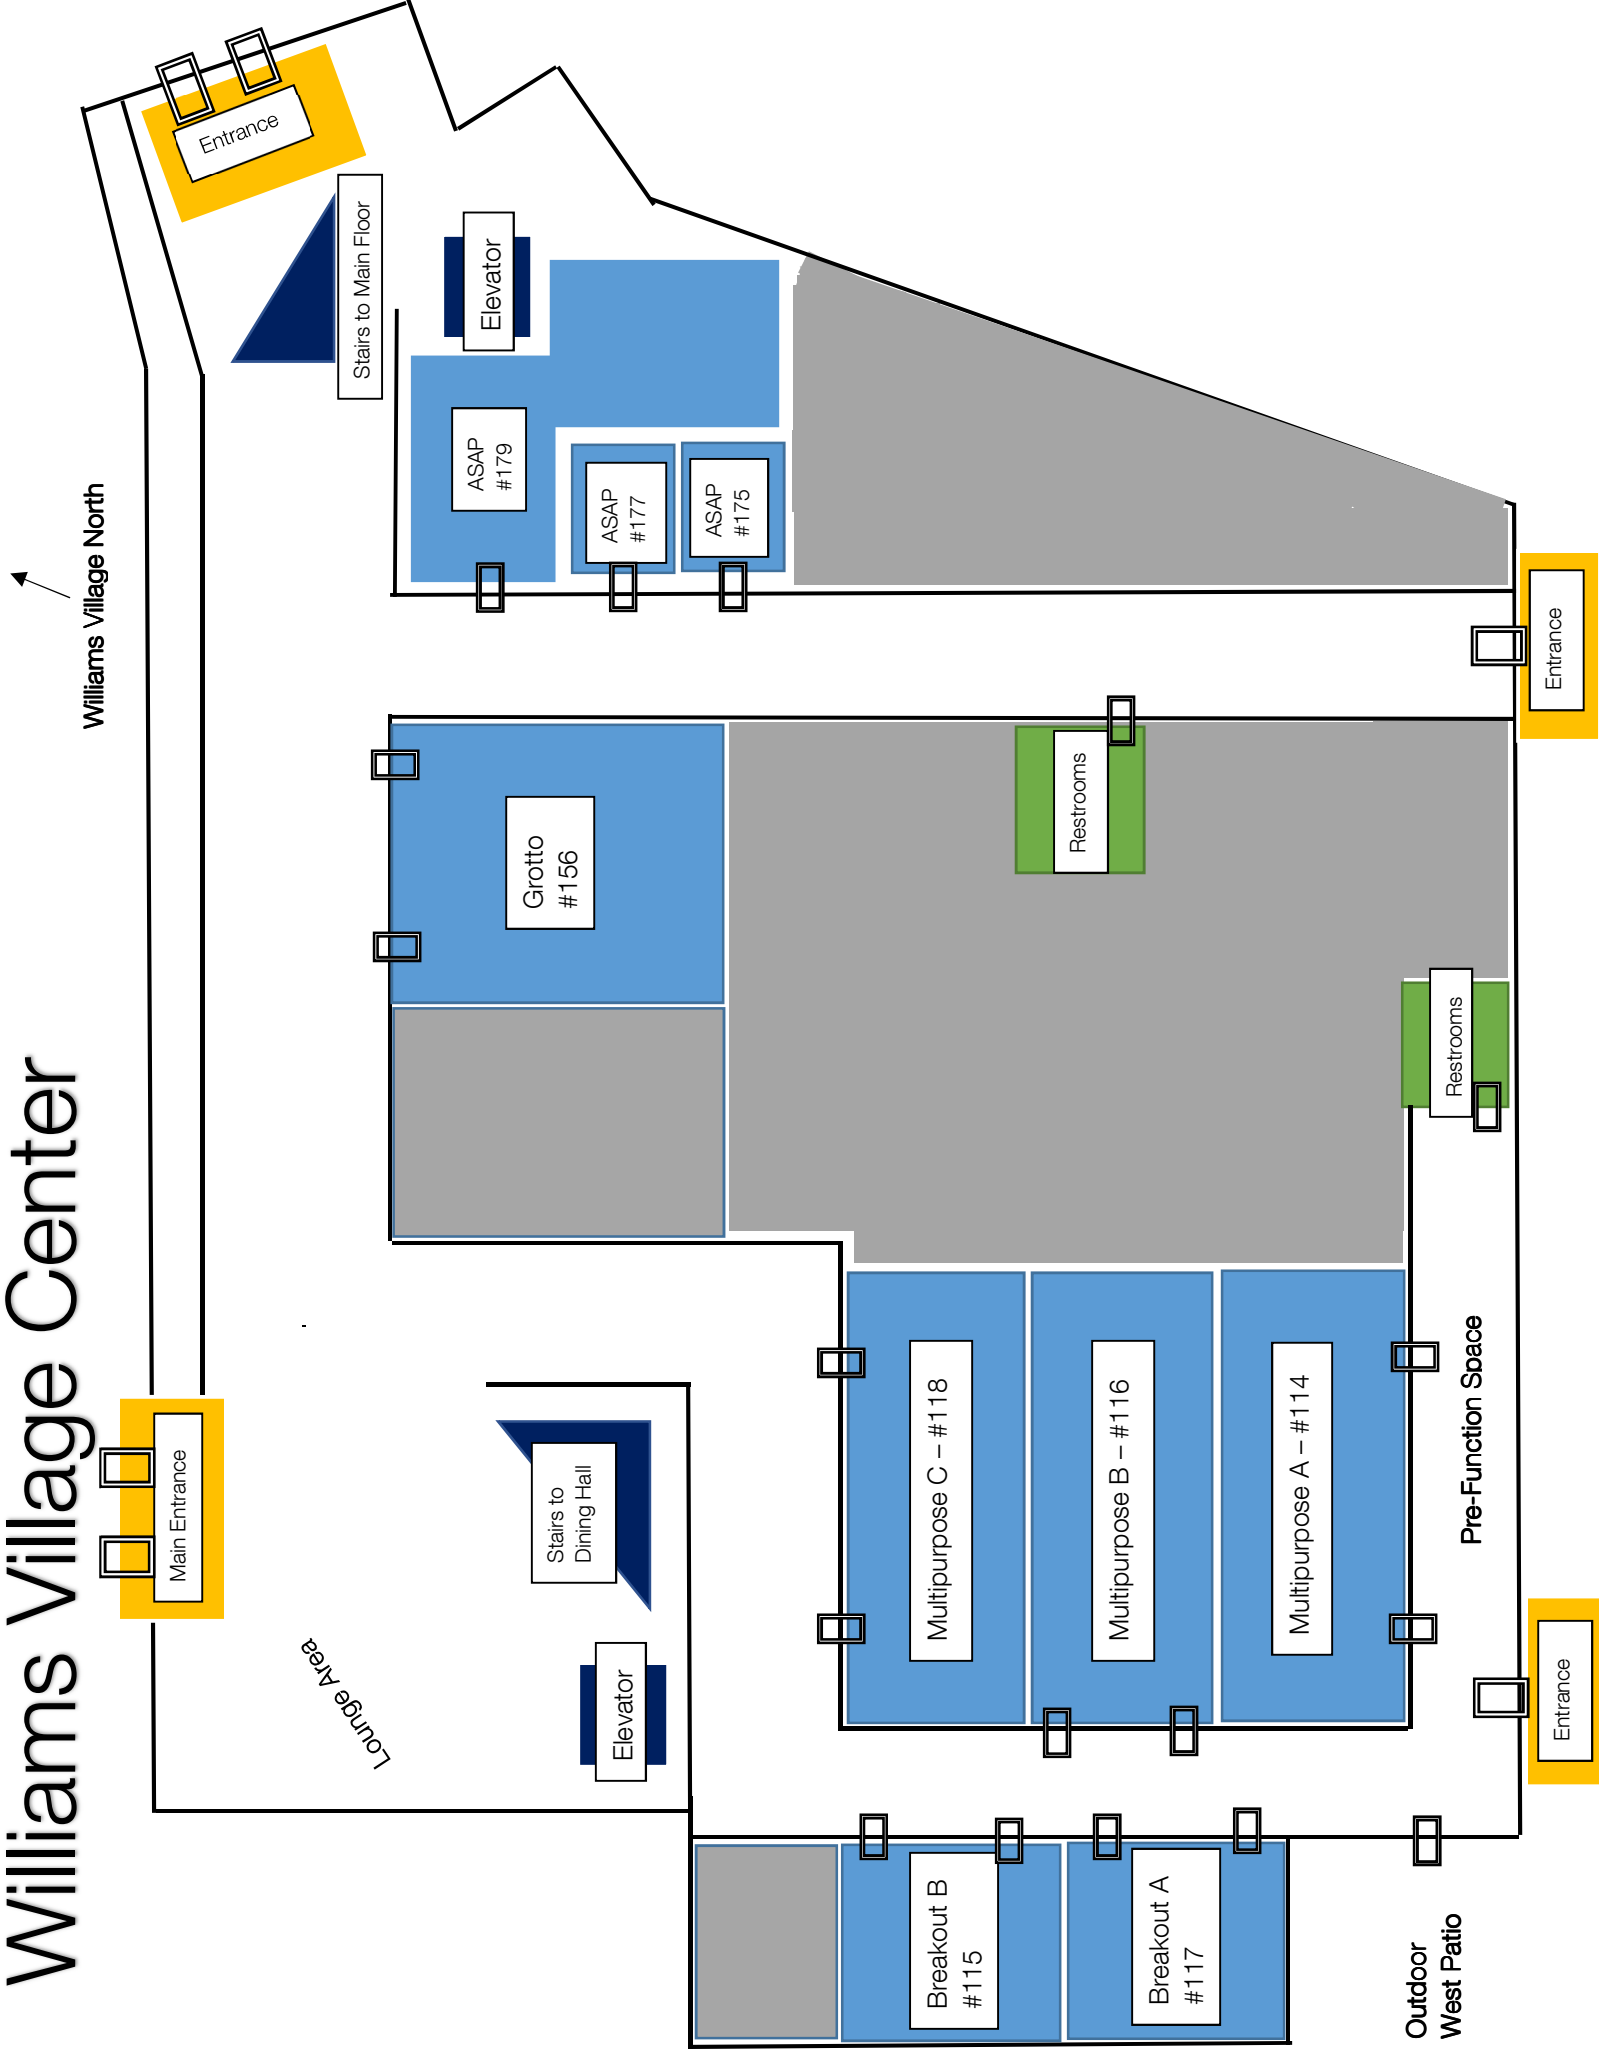 Williams Village Center
Williams Village North
Main Entrance
Entrance
Lounge Area
Stairs to Main Floor
Elevator
Stairs to
Dining Hall
Elevator
ASAP
#179
ASAP
#177
ASAP
#175
Grotto
#156
Restrooms
Restrooms
Multipurpose C – #118
Multipurpose B – #116
Multipurpose A – #114
Breakout B
#115
Breakout A
#117
Pre-Function Space
Outdoor
West Patio
Entrance
Entrance